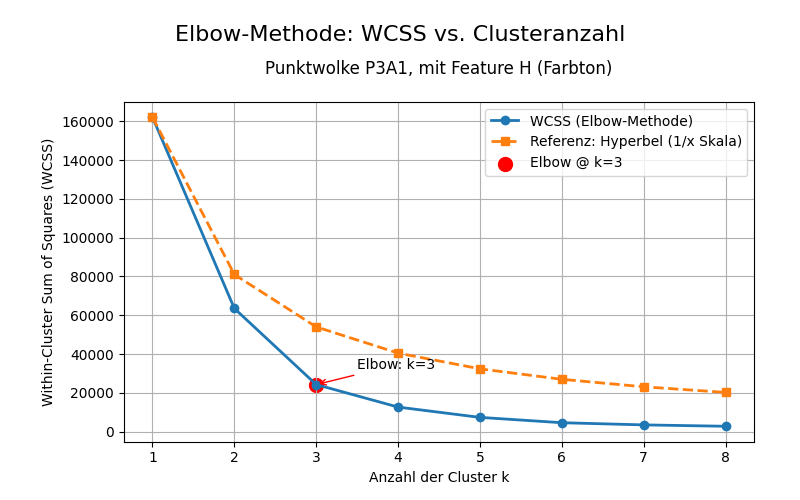 Elbow-Methode: WCSS vs. Clusteranzahl
Punktwolke P3A1, mit Feature H (Farbton)
Within-Cluster Sum of Squares (WCSS)
160000
140000
120000
100000
80000
60000
40000
20000
0
WCSS (Elbow-Methode)
Referenz: Hyperbel (1/x Skala)
Elbow @ k=3
Elbow: k=3
1 2 3 4 5 6 7 8
Anzahl der Cluster k